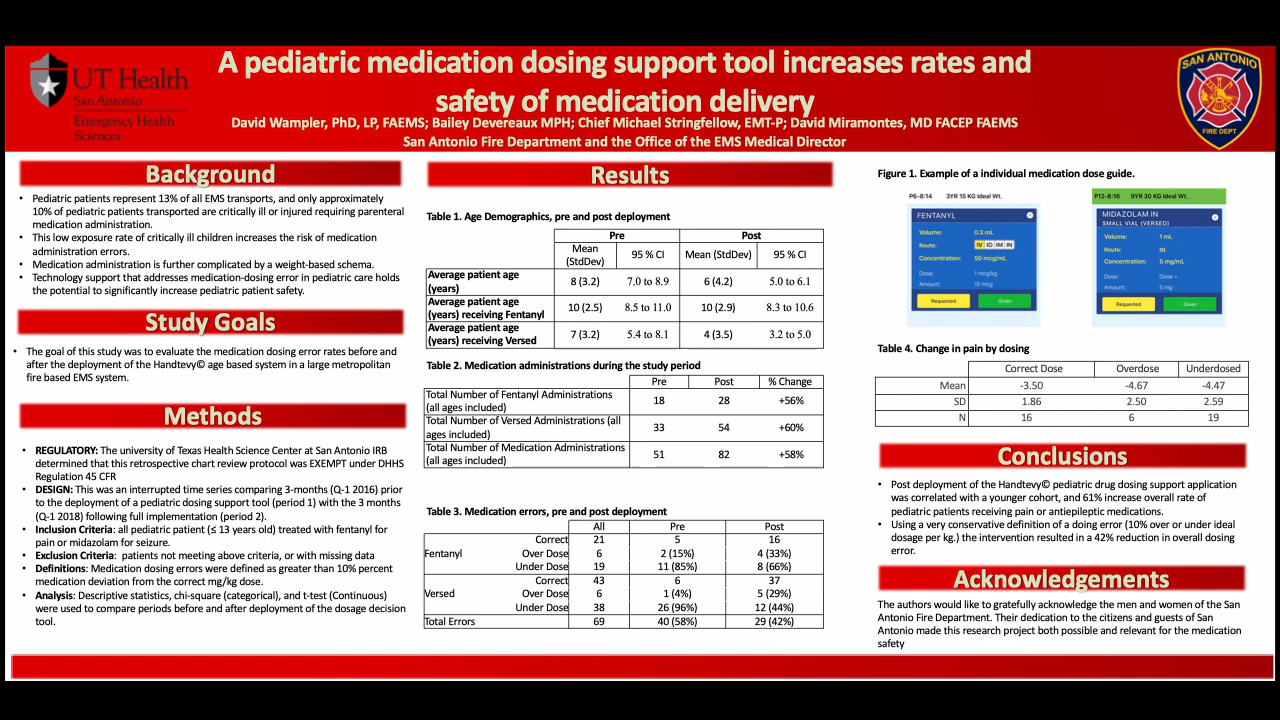 UT Health
San Antonio
Emergency Health
Sciences
A pediatric medication dosing support tool increases rates and
safety of medication delivery
David Wampler, PhD, LP, FAEMS; Bailey Devereaux MPH; Chief Michael Stringfellow, EMT-P; David Miramontes, MD FACEP FAEMS
San Antonio Fire Department and the Office of the EMS Medical Director
SAN ANTONIO
FIRE DEPT
Background
• Pediatric patients represent 13% of all EMS transports, and only approximately
10% of pediatric patients transported are critically ill or injured requiring parenteral
medication administration.
• This low exposure rate of critically ill children increases the risk of medication
administration errors.
• Medication administration is further complicated by a weight-based schema.
• Technology support that addresses medication-dosing error in pediatric care holds
the potential to significantly increase pediatric patient safety.
Study Goals
• The goal of this study was to evaluate the medication dosing error rates before and
after the deployment of the Handtevy© age based system in a large metropolitan
fire based EMS system.
Methods
• REGULATORY: The university of Texas Health Science Center at San Antonio IRB
determined that this retrospective chart review protocol was EXEMPT under DHHS
Regulation 45 CFR
• DESIGN: This was an interrupted time series comparing 3-months (Q-1 2016) prior
to the deployment of a pediatric dosing support tool (period 1) with the 3 months
(Q-1 2018) following full implementation (period 2).
• Inclusion Criteria: all pediatric patient (≤ 13 years old) treated with fentanyl for
pain or midazolam for seizure.
• Exclusion Criteria: patients not meeting above criteria, or with missing data
• Definitions: Medication dosing errors were defined as greater than 10% percent
medication deviation from the correct mg/kg dose.
• Analysis: Descriptive statistics, chi-square (categorical), and t-test (Continuous)
were used to compare periods before and after deployment of the dosage decision
tool.
Results
Table 1. Age Demographics, pre and post deployment
Pre Post
Mean (StdDev) 95 % CI Mean (StdDev) 95 % CI
Average patient age (years) 8 (3.2) 7.0 to 8.9 6 (4.2) 5.0 to 6.1
Average patient age (years) receiving Fentanyl 10 (2.5) 8.5 to 11.0 10 (2.9) 8.3 to 10.6
Average patient age (years) receiving Versed 7 (3.2) 5.4 to 8.1 4 (3.5) 3.2 to 5.0
Table 2. Medication administrations during the study period
Pre Post % Change
Total Number of Fentanyl Administrations (all ages included) 18 28 +56%
Total Number of Versed Administrations (all ages included) 33 54 +60%
Total Number of Medication Administrations (all ages included) 51 82 +58%
Table 3. Medication errors, pre and post deployment
All Pre Post
Correct 21 5 16
Fentanyl Over Dose 6 2 (15%) 4 (33%)
Under Dose 19 11 (85%) 8 (66%)
Correct 43 6 37
Versed Over Dose 6 1 (4%) 5 (29%)
Under Dose 38 26 (96%) 12 (44%)
Total Errors 69 40 (58%) 29 (42%)
Figure 1. Example of a individual medication dose guide.
P6-8:14 3YR 15 KG Ideal Wt.
FENTANYL
Volume: 0.3 mL
Route: IV IO IM IN
Concentration: 50 mcg/mL
Dose: 1 mcg/kg
Amount: 15 mcg
Requested Given
P12-8:16 9YR 30 KG Ideal Wt.
MIDAZOLAM IN
SMALL VIAL (VERSED)
Volume: 1 mL
Route: IN
Concentration: 5 mg/mL
Dose: Dose =
Amount: 5 mg
Requested Given
Table 4. Change in pain by dosing
Correct Dose Overdose Underdosed
Mean -3.50 -4.67 -4.47
SD 1.86 2.50 2.59
N 16 6 19
Conclusions
• Post deployment of the Handtevy© pediatric drug dosing support application
was correlated with a younger cohort, and 61% increase overall rate of
pediatric patients receiving pain or antiepileptic medications.
• Using a very conservative definition of a doing error (10% over or under ideal
dosage per kg.) the intervention resulted in a 42% reduction in overall dosing
error.
Acknowledgements
The authors would like to gratefully acknowledge the men and women of the San
Antonio Fire Department. Their dedication to the citizens and guests of San
Antonio made this research project both possible and relevant for the medication
safety